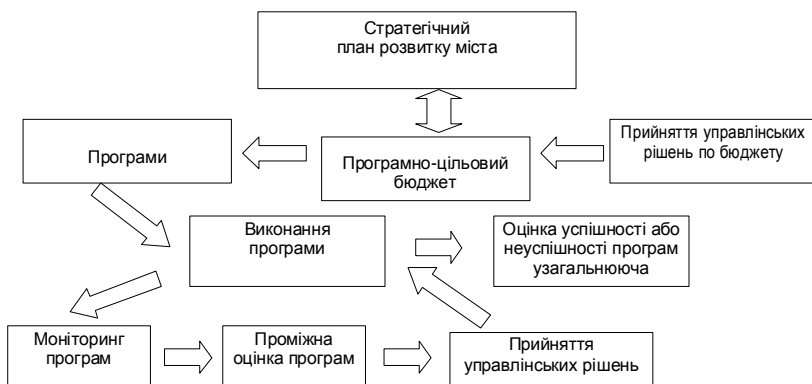 Стратегічний
план розвитку міста
Програми
Програмно-цільовий
бюджет
Прийняття управлінських
рішень по бюджету
Виконання
програми
Оцінка успішності або
неуспішності програм
узагальнююча
Моніторинг
програм
Проміжна
оцінка програм
Прийняття
управлінських рішень